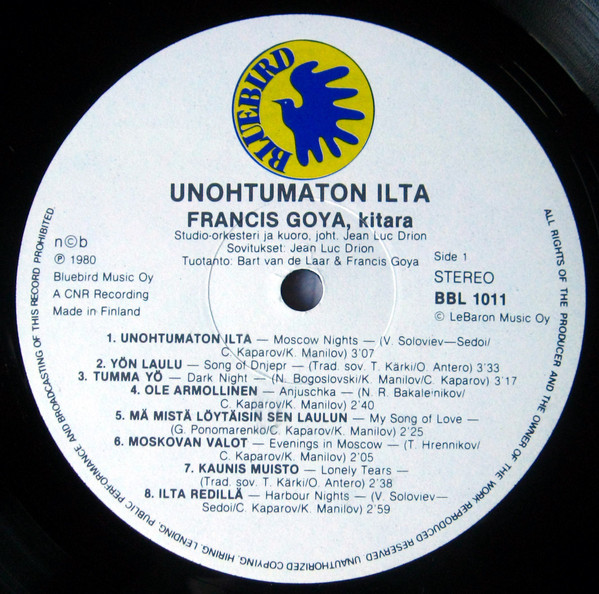 BLUEBIRD
UNOHTUMATON ILTA
FRANCIS GOYA, kitara
Studio-orkesteri ja kuoro, joht. Jean Luc Drion
Sovitukset: Jean Luc Drion
Tuotanto: Bart van de Laar & Francis Goya
n©b
℗ 1980
Bluebird Music Oy
A CNR Recording
Made in Finland
Side 1
STEREO
BBL 1011
© LeBaron Music Oy
1. UNOHTUMATON ILTA — Moscow Nights — (V. Soloviev—Sedoi/
C. Kaparov/K. Manilov) 3'07
2. YÖN LAULU — Song of Dnjepr — (Trad. sov. T. Kärki/O. Antero) 3'33
3. TUMMA YÖ — Dark Night — (N. Bogoslovski/K. Manilov/C. Kaparov) 3'17
4. OLE ARMOLLINEN — Anjuschka — (N. R. Bakaleinikov/
C. Kaparov/K. Manilov) 2'40
5. MÄ MISTÄ LÖYTÄISIN SEN LAULUN — My Song of Love —
(G. Ponomarenko/C. Kaparov/K. Manilov) 2'25
6. MOSKOVAN VALOT — Evenings in Moscow — (T. Hrennikov/
C. Kaparov/K. Manilov) 2'05
7. KAUNIS MUISTO — Lonely Tears —
(Trad. sov. T. Kärki/O. Antero) 2'38
8. ILTA REDILLÄ — Harbour Nights — (V. Soloviev—
Sedoi/C. Kaparov/K. Manilov) 2'59
ALL RIGHTS OF THE PRODUCER AND THE OWNER OF THE WORK REPRODUCED RESERVED. UNAUTHORIZED COPYING, HIRING, LENDING, PUBLIC PERFORMANCE AND BROADCASTING OF THIS RECORD PROHIBITED.